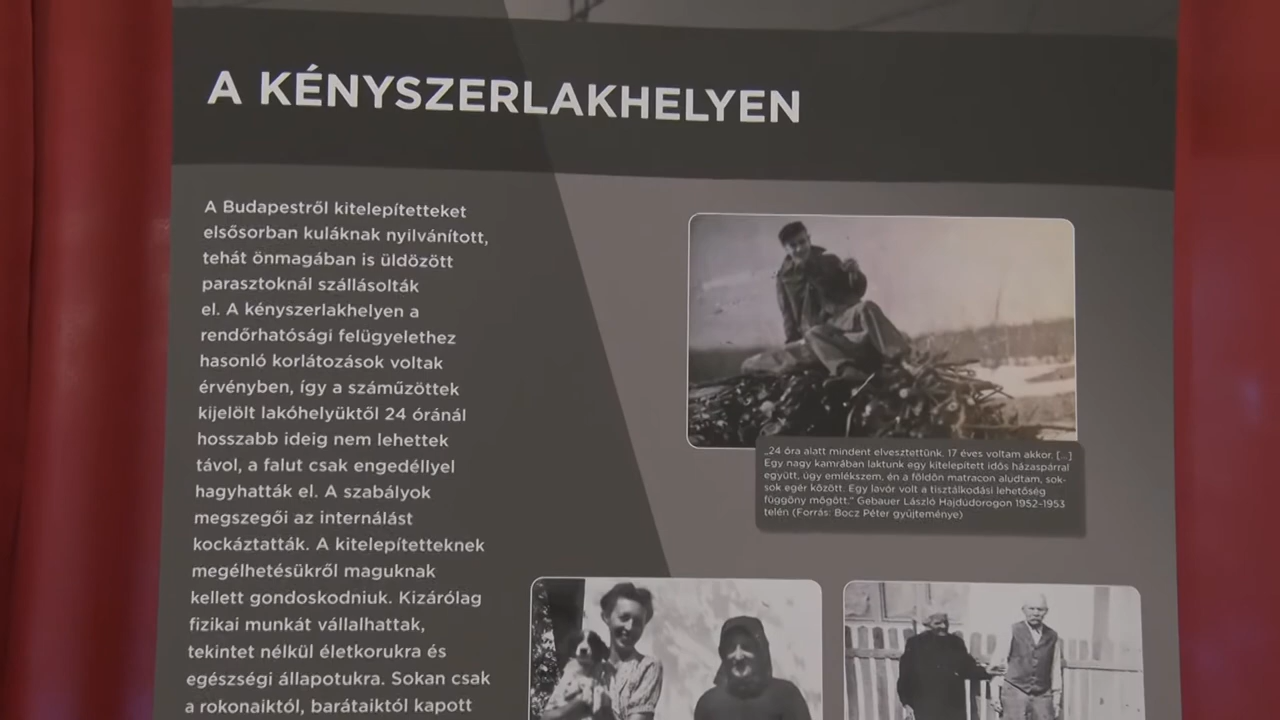 A KÉNYSZERLAKHELYEN
A Budapestről kitelepítetteket
elsősorban kuláknak nyilvánított,
tehát önmagában is üldözött
parasztoknál szállásolták
el. A kényszerlakhelyen a
rendőrhatósági felügyelethez
hasonló korlátozások voltak
érvényben, így a száműzöttek
kijelölt lakóhelyüktől 24 óránál
hosszabb ideig nem lehettek
távol, a falut csak engedéllyel
hagyhatták el. A szabályok
megszegői az internálást
kockáztatták. A kitelepítetteknek
megélhetésükről maguknak
kellett gondoskodniuk. Kizárólag
fizikai munkát vállalhattak,
tekintet nélkül életkorukra és
egészségi állapotukra. Sokan csak
a rokonaiktól, barátaiktól kapott
„24 óra alatt mindent elvesztettünk. 17 éves voltam akkor. [...]
Egy nagy kamrában laktunk egy kitelepített idős házaspárral
együtt, úgy emlékszem, én a földön matracon aludtam, sok-
sok egér között. Egy lavór volt a tisztálkodási lehetőség
függöny mögött.” Gebauer László Hajdúdorogon 1952–1953
telén (Forrás: Bocz Péter gyűjteménye)